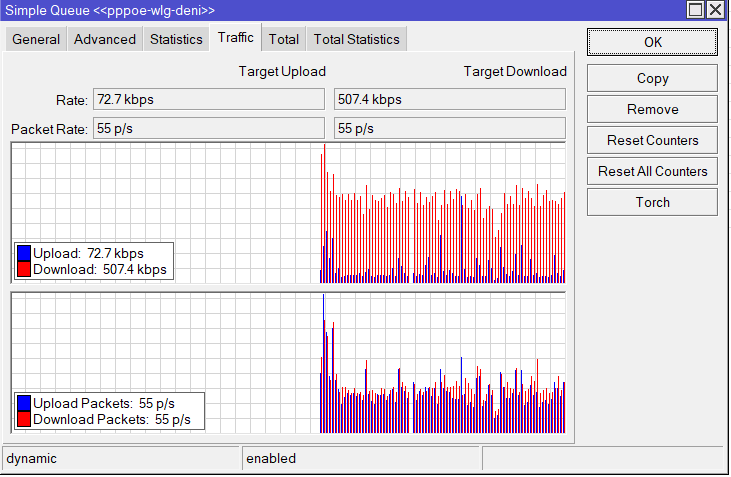 Simple Queue <<pppoe-wlg-deni>>
General Advanced Statistics Traffic Total Total Statistics
Target Upload Target Download
Rate: 72.7 kbps 507.4 kbps
Packet Rate: 55 p/s 55 p/s
Upload: 72.7 kbps
Download: 507.4 kbps
Upload Packets: 55 p/s
Download Packets: 55 p/s
OK
Copy
Remove
Reset Counters
Reset All Counters
Torch
dynamic enabled